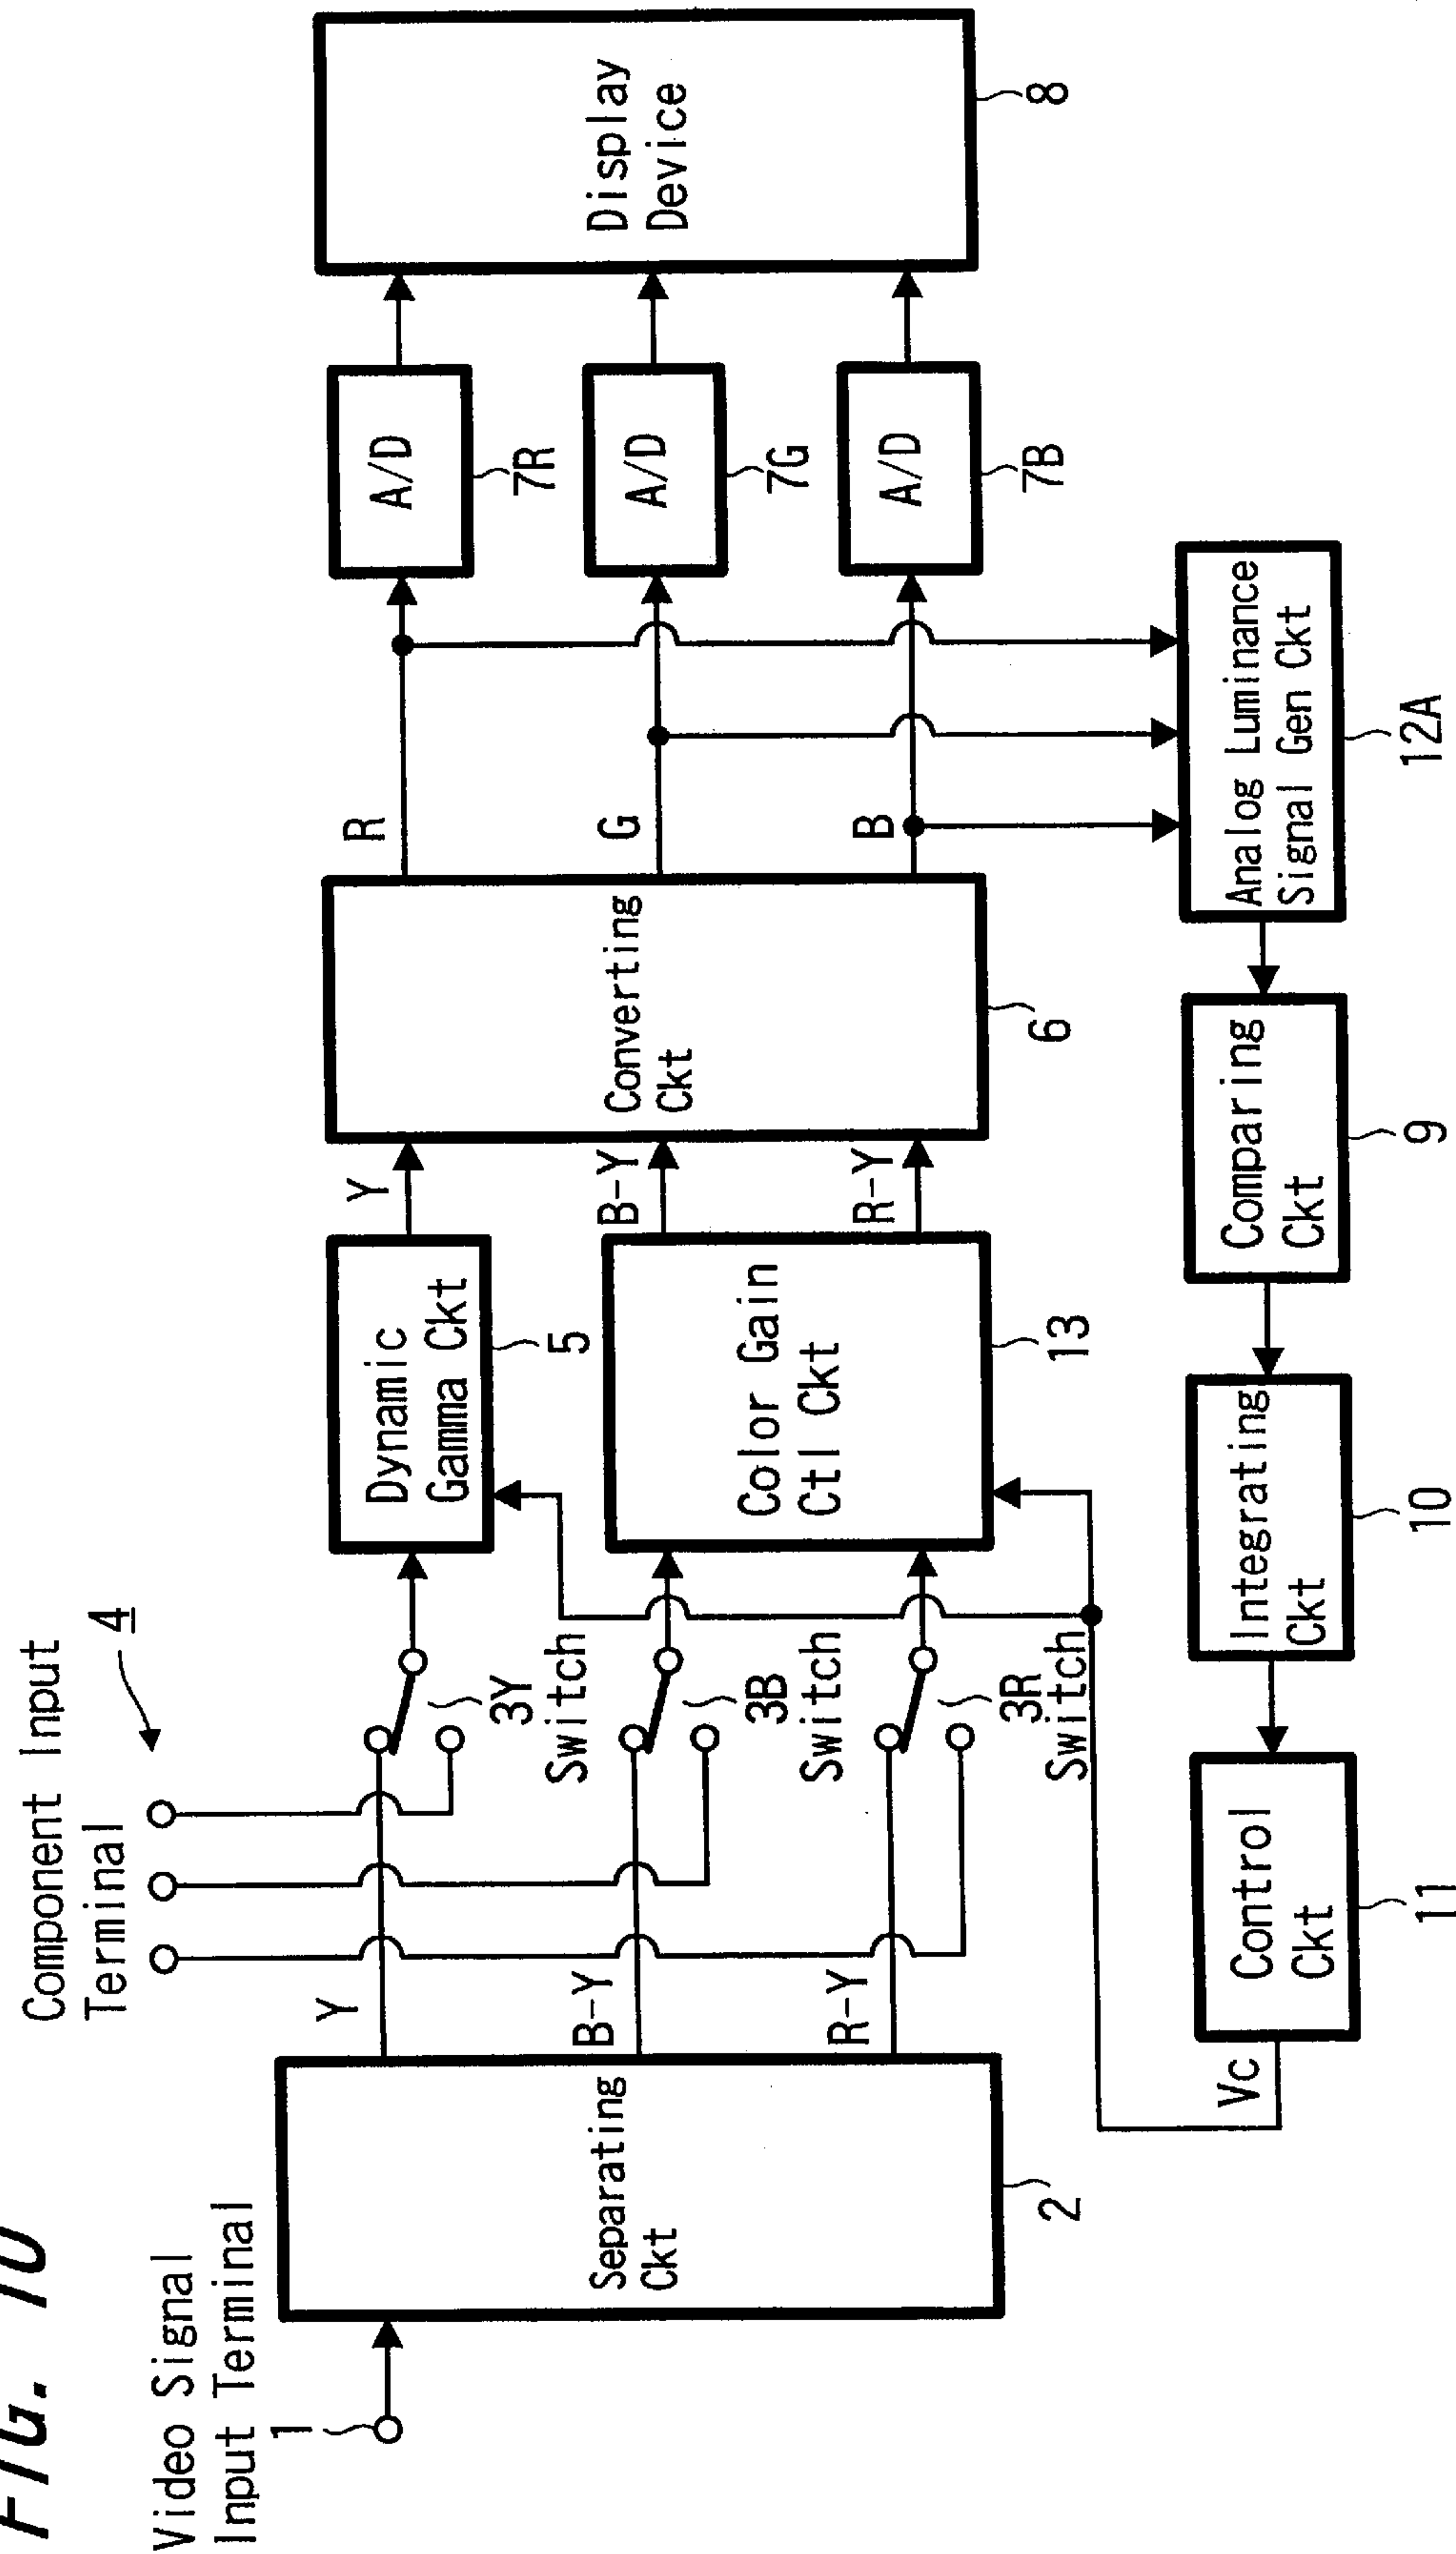 FIG. 10
Video Signal
Input Terminal
1
Component Input
Terminal
4
Separating
Ckt
2
Y
B-Y
R-Y
3Y
Switch
3B
Switch
3R
Switch
Dynamic
Gamma Ckt
5
Color Gain
Ctl Ckt
13
Y
B-Y
R-Y
Converting
Ckt
6
R
G
B
A/D
7R
A/D
7G
A/D
7B
Display
Device
8
Vc
Control
Ckt
11
Integrating
Ckt
10
Comparing
Ckt
9
Analog Luminance
Signal Gen Ckt
12A